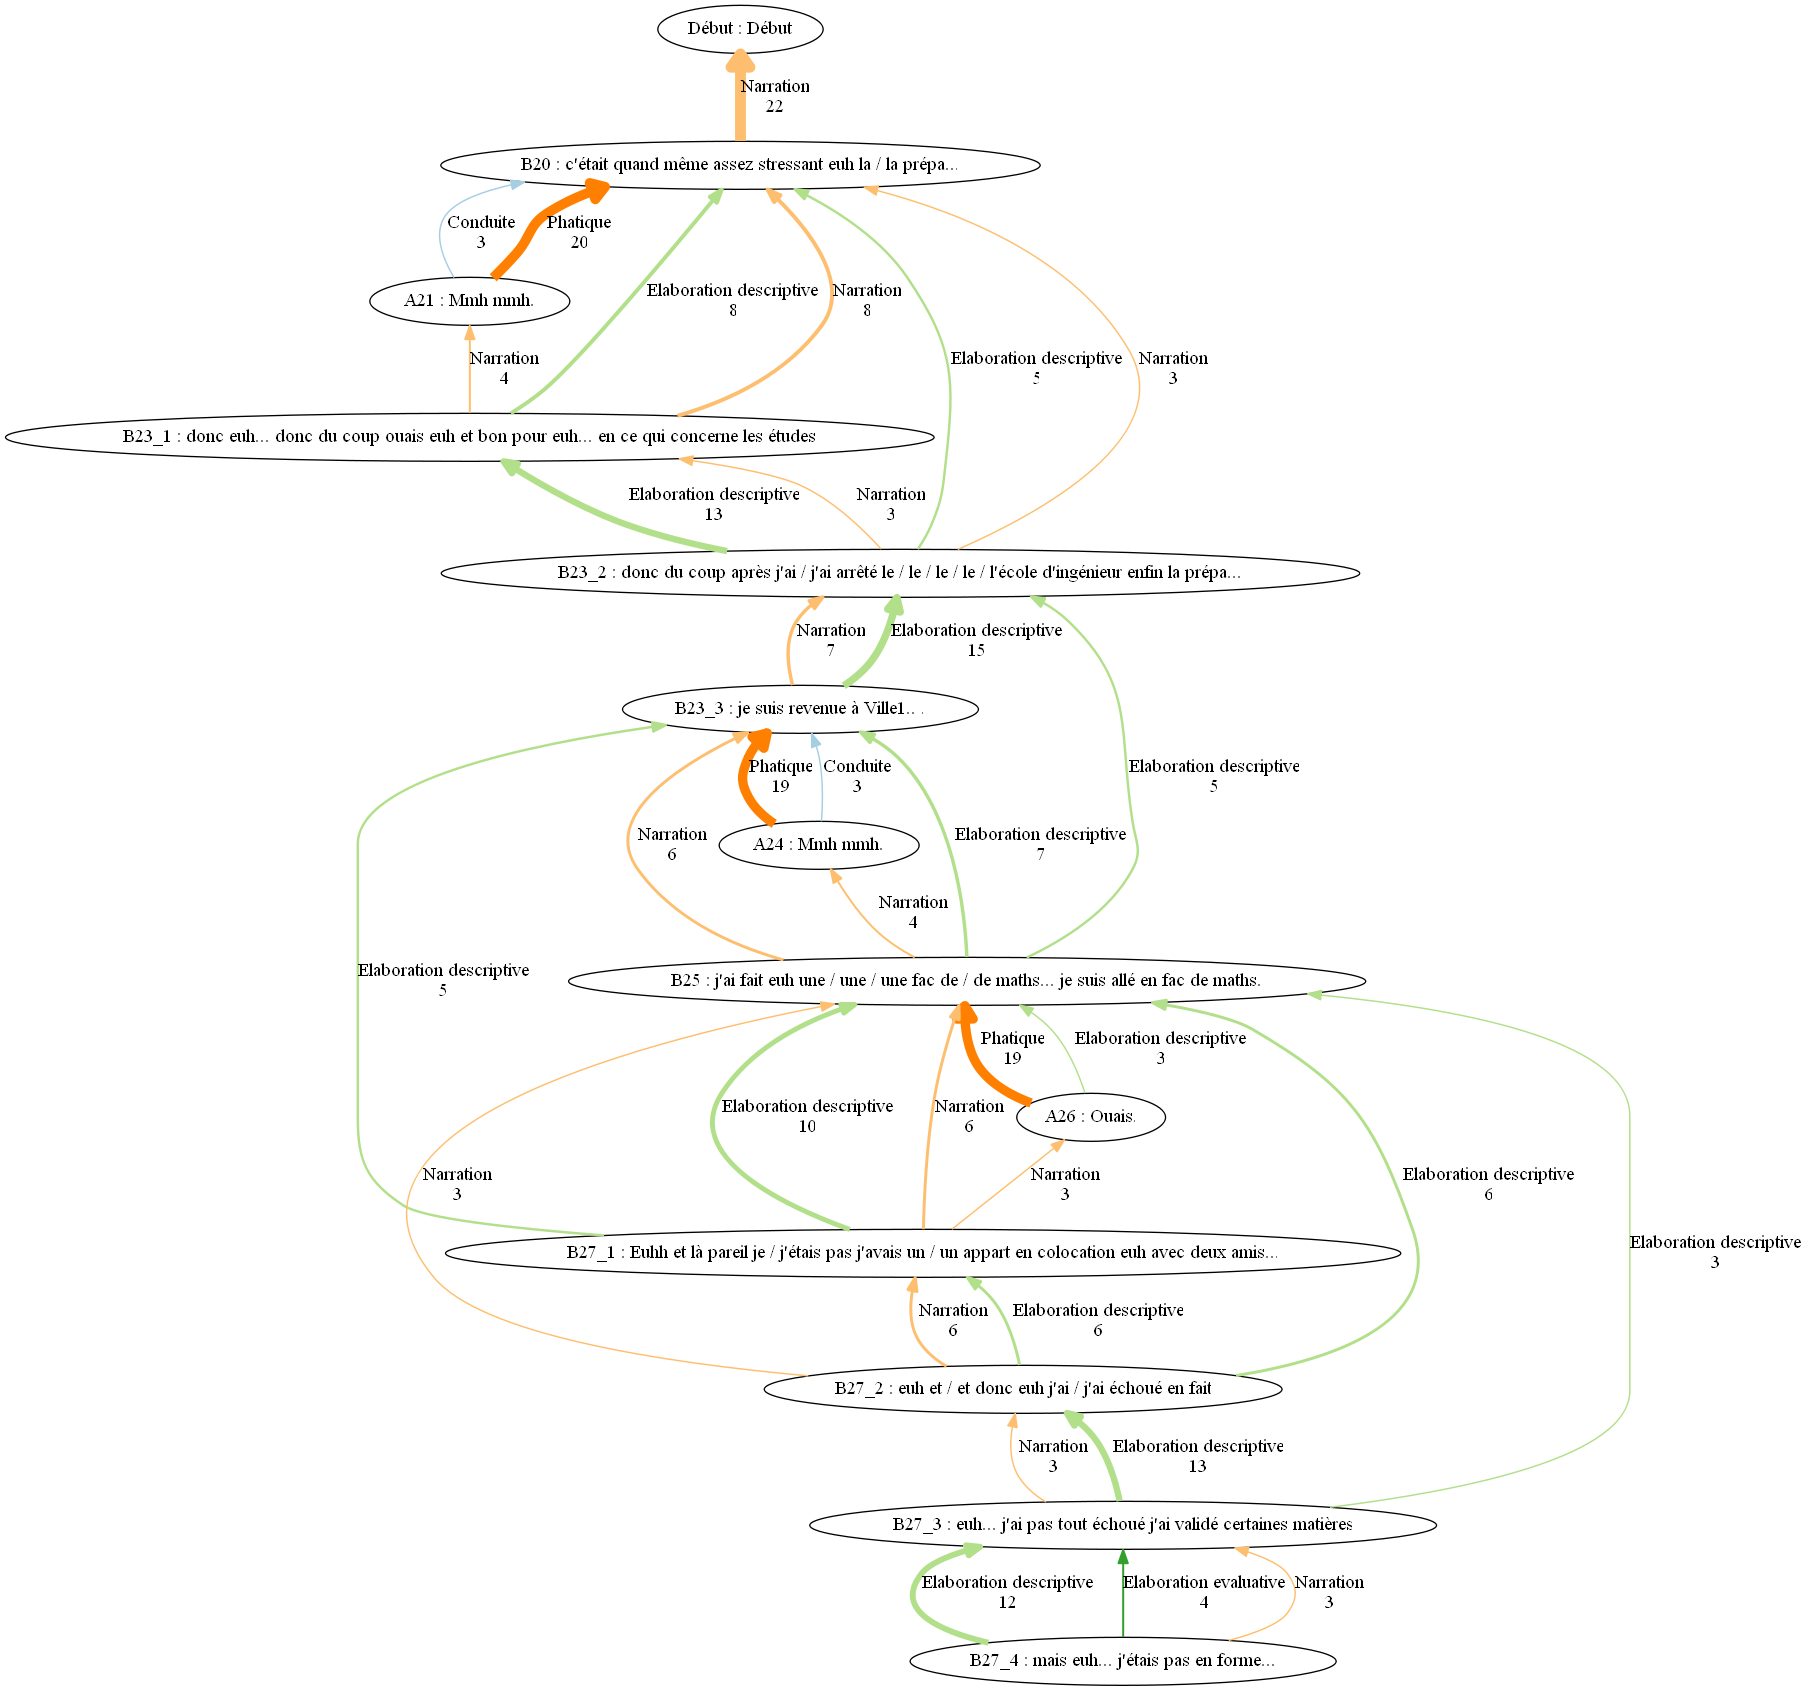 Début : Début
Narration
22
B20 : c'était quand même assez stressant euh la / la prépa...
Conduite
3
Phatique
20
A21 : Mmh mmh.
Elaboration descriptive
8
Narration
8
Narration
4
Elaboration descriptive
5
Narration
3
B23_1 : donc euh... donc du coup ouais euh et bon pour euh... en ce qui concerne les études
Elaboration descriptive
13
Narration
3
B23_2 : donc du coup après j'ai / j'ai arrêté le / le / le / le / l'école d'ingénieur enfin la prépa...
Narration
7
Elaboration descriptive
15
B23_3 : je suis revenue à Ville1.. .
Phatique
19
Conduite
3
Elaboration descriptive
5
Narration
6
A24 : Mmh mmh.
Elaboration descriptive
7
Narration
4
Elaboration descriptive
5
B25 : j'ai fait euh une / une / une fac de / de maths... je suis allé en fac de maths.
Phatique
19
Elaboration descriptive
3
Elaboration descriptive
10
Narration
6
A26 : Ouais.
Narration
3
Narration
3
Elaboration descriptive
6
Elaboration descriptive
3
B27_1 : Euhh et là pareil je / j'étais pas j'avais un / un appart en colocation euh avec deux amis...
Narration
6
Elaboration descriptive
6
B27_2 : euh et / et donc euh j'ai / j'ai échoué en fait
Narration
3
Elaboration descriptive
13
B27_3 : euh... j'ai pas tout échoué j'ai validé certaines matières
Elaboration descriptive
12
Elaboration evaluative
4
Narration
3
B27_4 : mais euh... j'étais pas en forme...